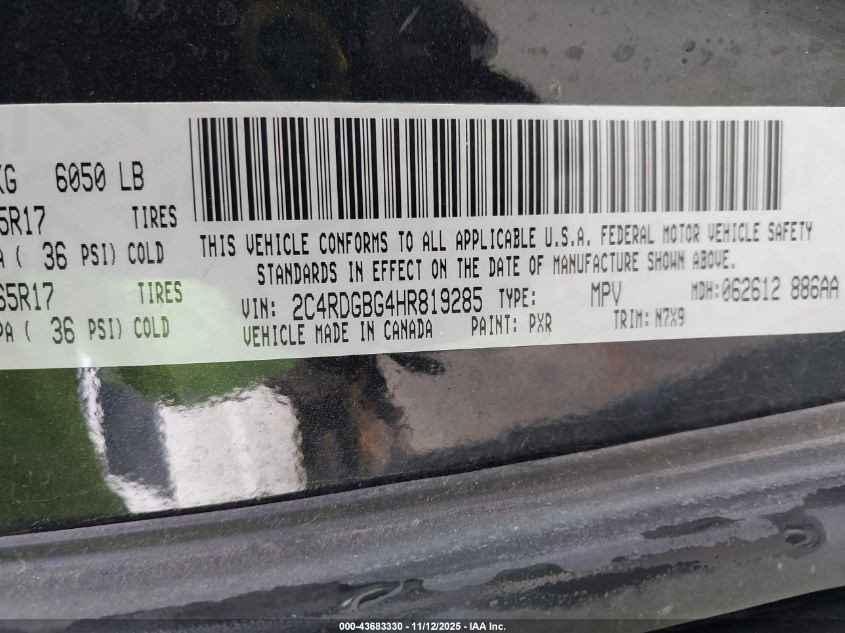 KG 6050 LB
65R17 TIRES
A ( 36 PSI) COLD
65R17 TIRES
PA ( 36 PSI) COLD
THIS VEHICLE CONFORMS TO ALL APPLICABLE U.S.A. FEDERAL MOTOR VEHICLE SAFETY
STANDARDS IN EFFECT ON THE DATE OF MANUFACTURE SHOWN ABOVE.
VIN: 2C4RDGBG4HR819285 TYPE: MPV MDH: 062612 886AA
VEHICLE MADE IN CANADA PAINT: PXR TRIM: N7X9
000-43683330 - 11/12/2025 - IAA Inc.